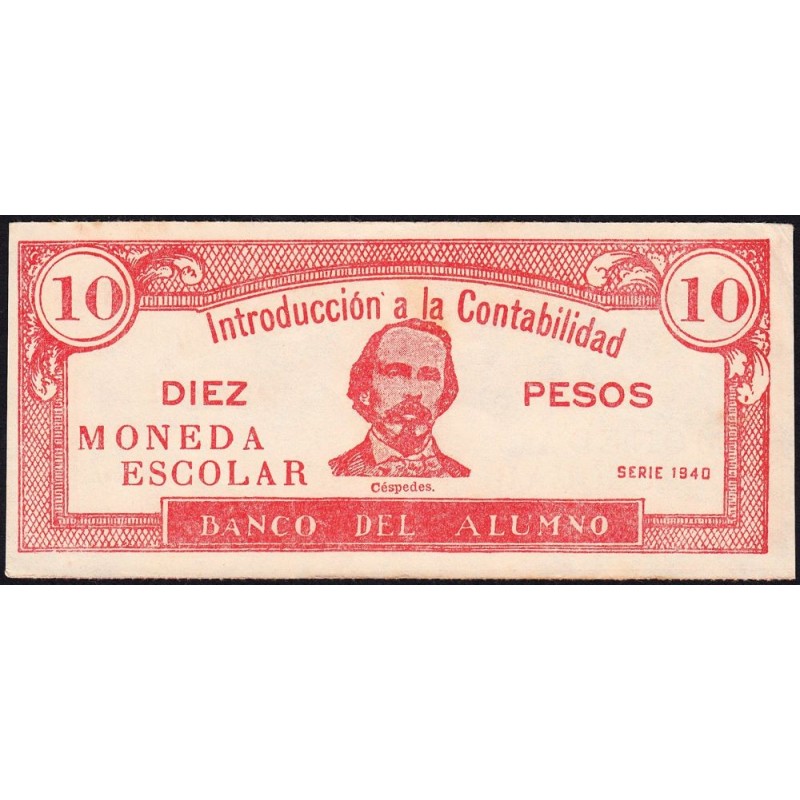 10 10
Introducción a la Contabilidad
DIEZ PESOS
MONEDA
ESCOLAR
SERIE 1940
Céspedes.
BANCO DEL ALUMNO